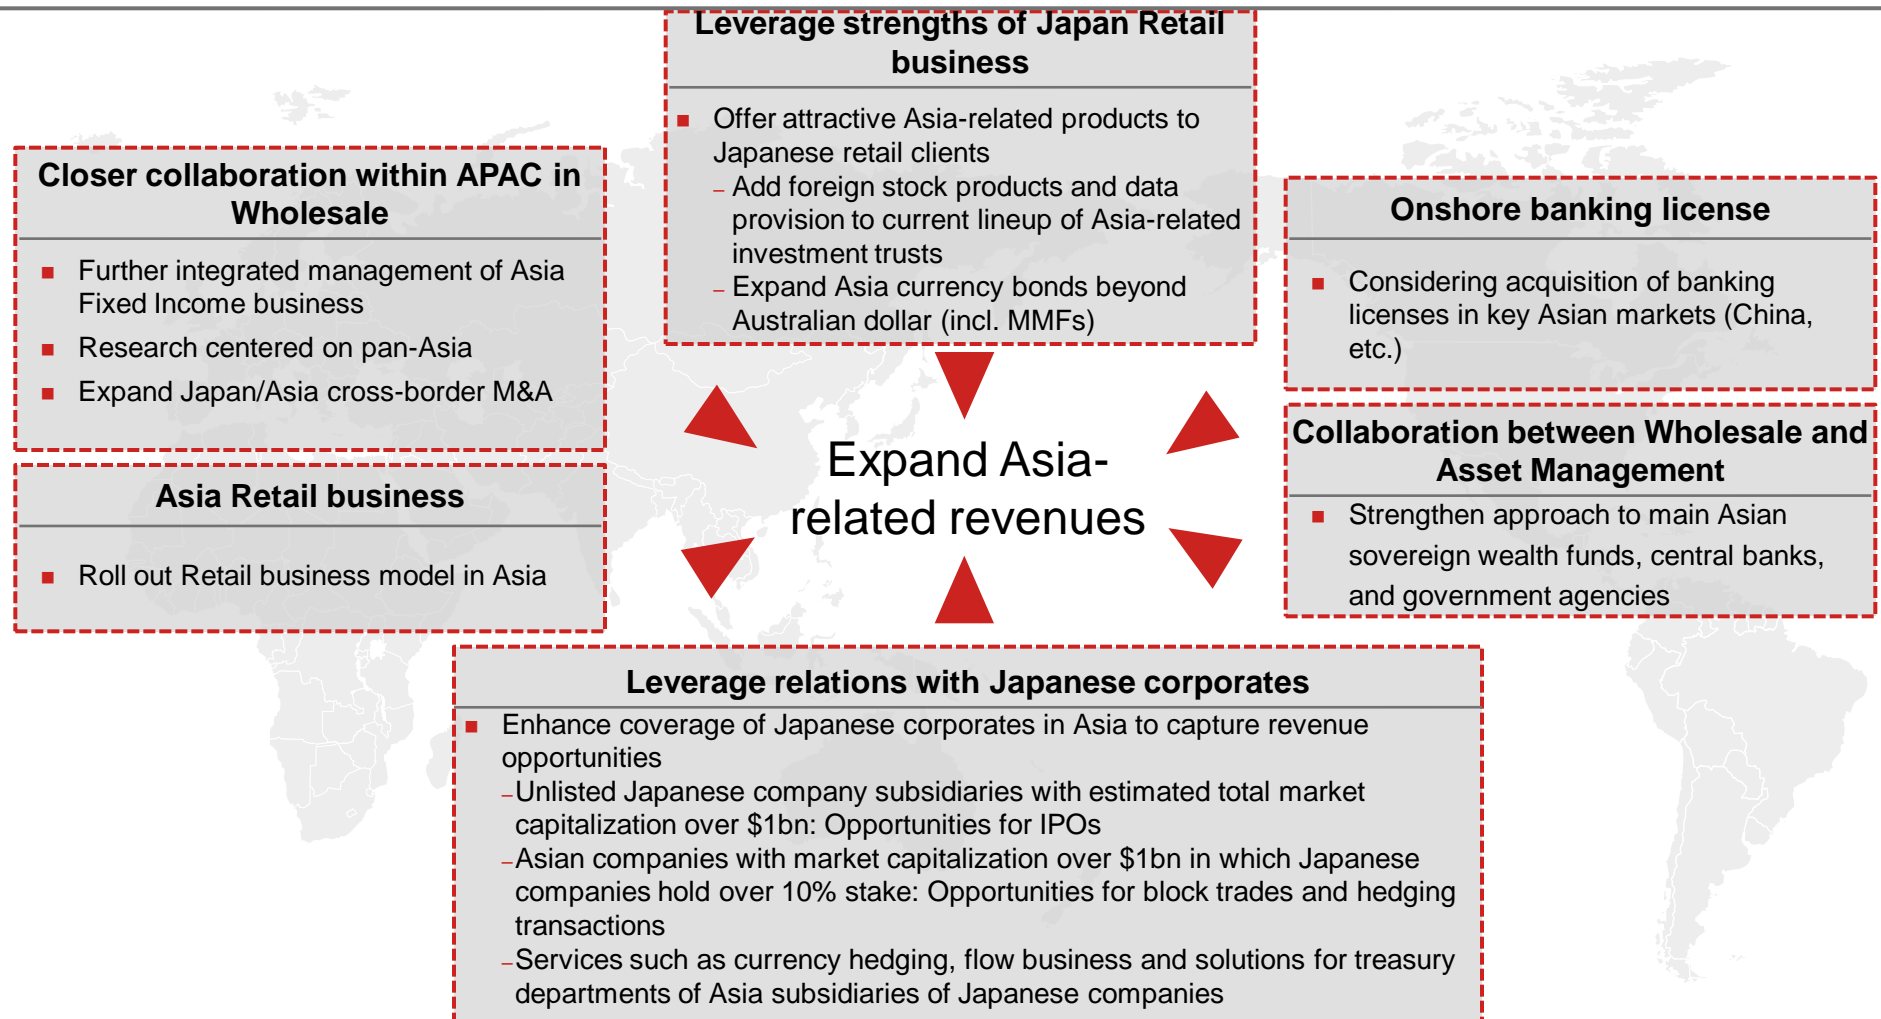 Leverage strengths of Japan Retail
business
■ Offer attractive Asia-related products to
Japanese retail clients
– Add foreign stock products and data
provision to current lineup of Asia-related
investment trusts
– Expand Asia currency bonds beyond
Australian dollar (incl. MMFs)
Closer collaboration within APAC in
Wholesale
■ Further integrated management of Asia
Fixed Income business
■ Research centered on pan-Asia
■ Expand Japan/Asia cross-border M&A
Onshore banking license
■ Considering acquisition of banking
licenses in key Asian markets (China,
etc.)
Expand Asia-
related revenues
Asia Retail business
■ Roll out Retail business model in Asia
Collaboration between Wholesale and
Asset Management
■ Strengthen approach to main Asian
sovereign wealth funds, central banks,
and government agencies
Leverage relations with Japanese corporates
■ Enhance coverage of Japanese corporates in Asia to capture revenue
opportunities
–Unlisted Japanese company subsidiaries with estimated total market
capitalization over $1bn: Opportunities for IPOs
–Asian companies with market capitalization over $1bn in which Japanese
companies hold over 10% stake: Opportunities for block trades and hedging
transactions
–Services such as currency hedging, flow business and solutions for treasury
departments of Asia subsidiaries of Japanese companies